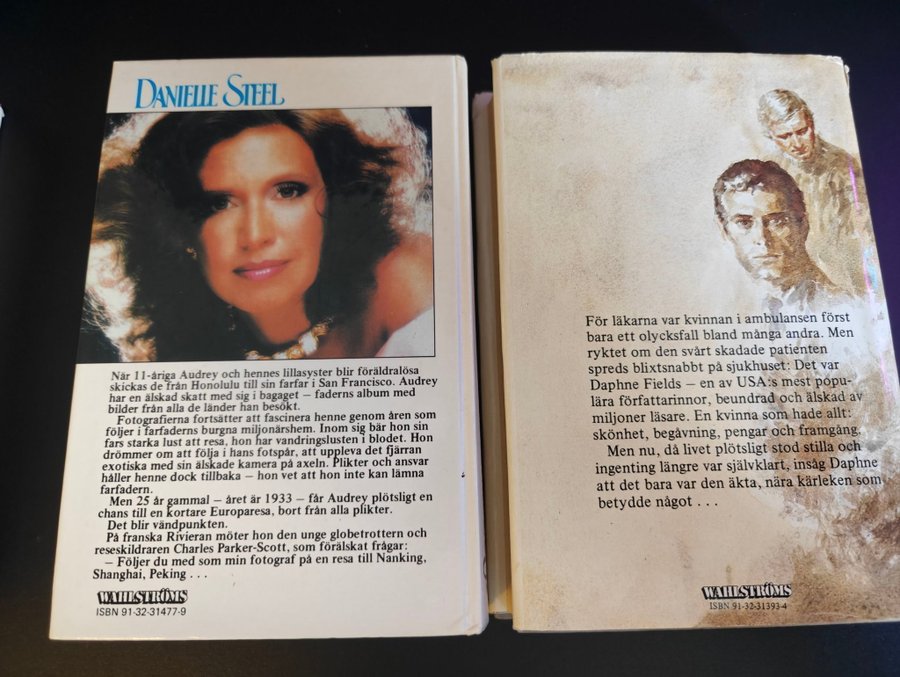 DANIELLE STEEL
När 11-åriga Audrey och hennes lillasyster blir föräldralösa
skickas de från Honolulu till sin farfar i San Francisco. Audrey
har en älskad skatt med sig i bagaget – faderns album med
bilder från alla de länder han besökt.
Fotografierna fortsätter att fascinera henne genom åren som
följer i farfaderns burgna miljonärshem. Inom sig bär hon sin
fars starka lust att resa, hon har vandringslusten i blodet. Hon
drömmer om att följa i hans fotspår, att uppleva det fjärran
exotiska med sin älskade kamera på axeln. Plikter och ansvar
håller henne dock tillbaka – hon vet att hon inte kan lämna
farfadern.
Men 25 år gammal – året är 1933 – får Audrey plötsligt en
chans till en kortare Europaresa, bort från alla plikter.
Det blir vändpunkten.
På franska Rivieran möter hon den unge globetrottern och
reseskildraren Charles Parker-Scott, som förälskat frågar:
– Följer du med som min fotograf på en resa till Nanking,
Shanghai, Peking . . .
WAHLSTRÖMS
ISBN 91-32-31477-9
För läkarna var kvinnan i ambulansen först
bara ett olycksfall bland många andra. Men
ryktet om den svårt skadade patienten
spreds blixtsnabbt på sjukhuset: Det var
Daphne Fields – en av USA:s mest popu-
lära författarinnor, beundrad och älskad av
miljoner läsare. En kvinna som hade allt:
skönhet, begåvning, pengar och framgång.
Men nu, då livet plötsligt stod stilla och
ingenting längre var självklart, insåg Daphne
att det bara var den äkta, nära kärleken som
betydde något . . .
WAHLSTRÖMS
ISBN 91-32-31393-4